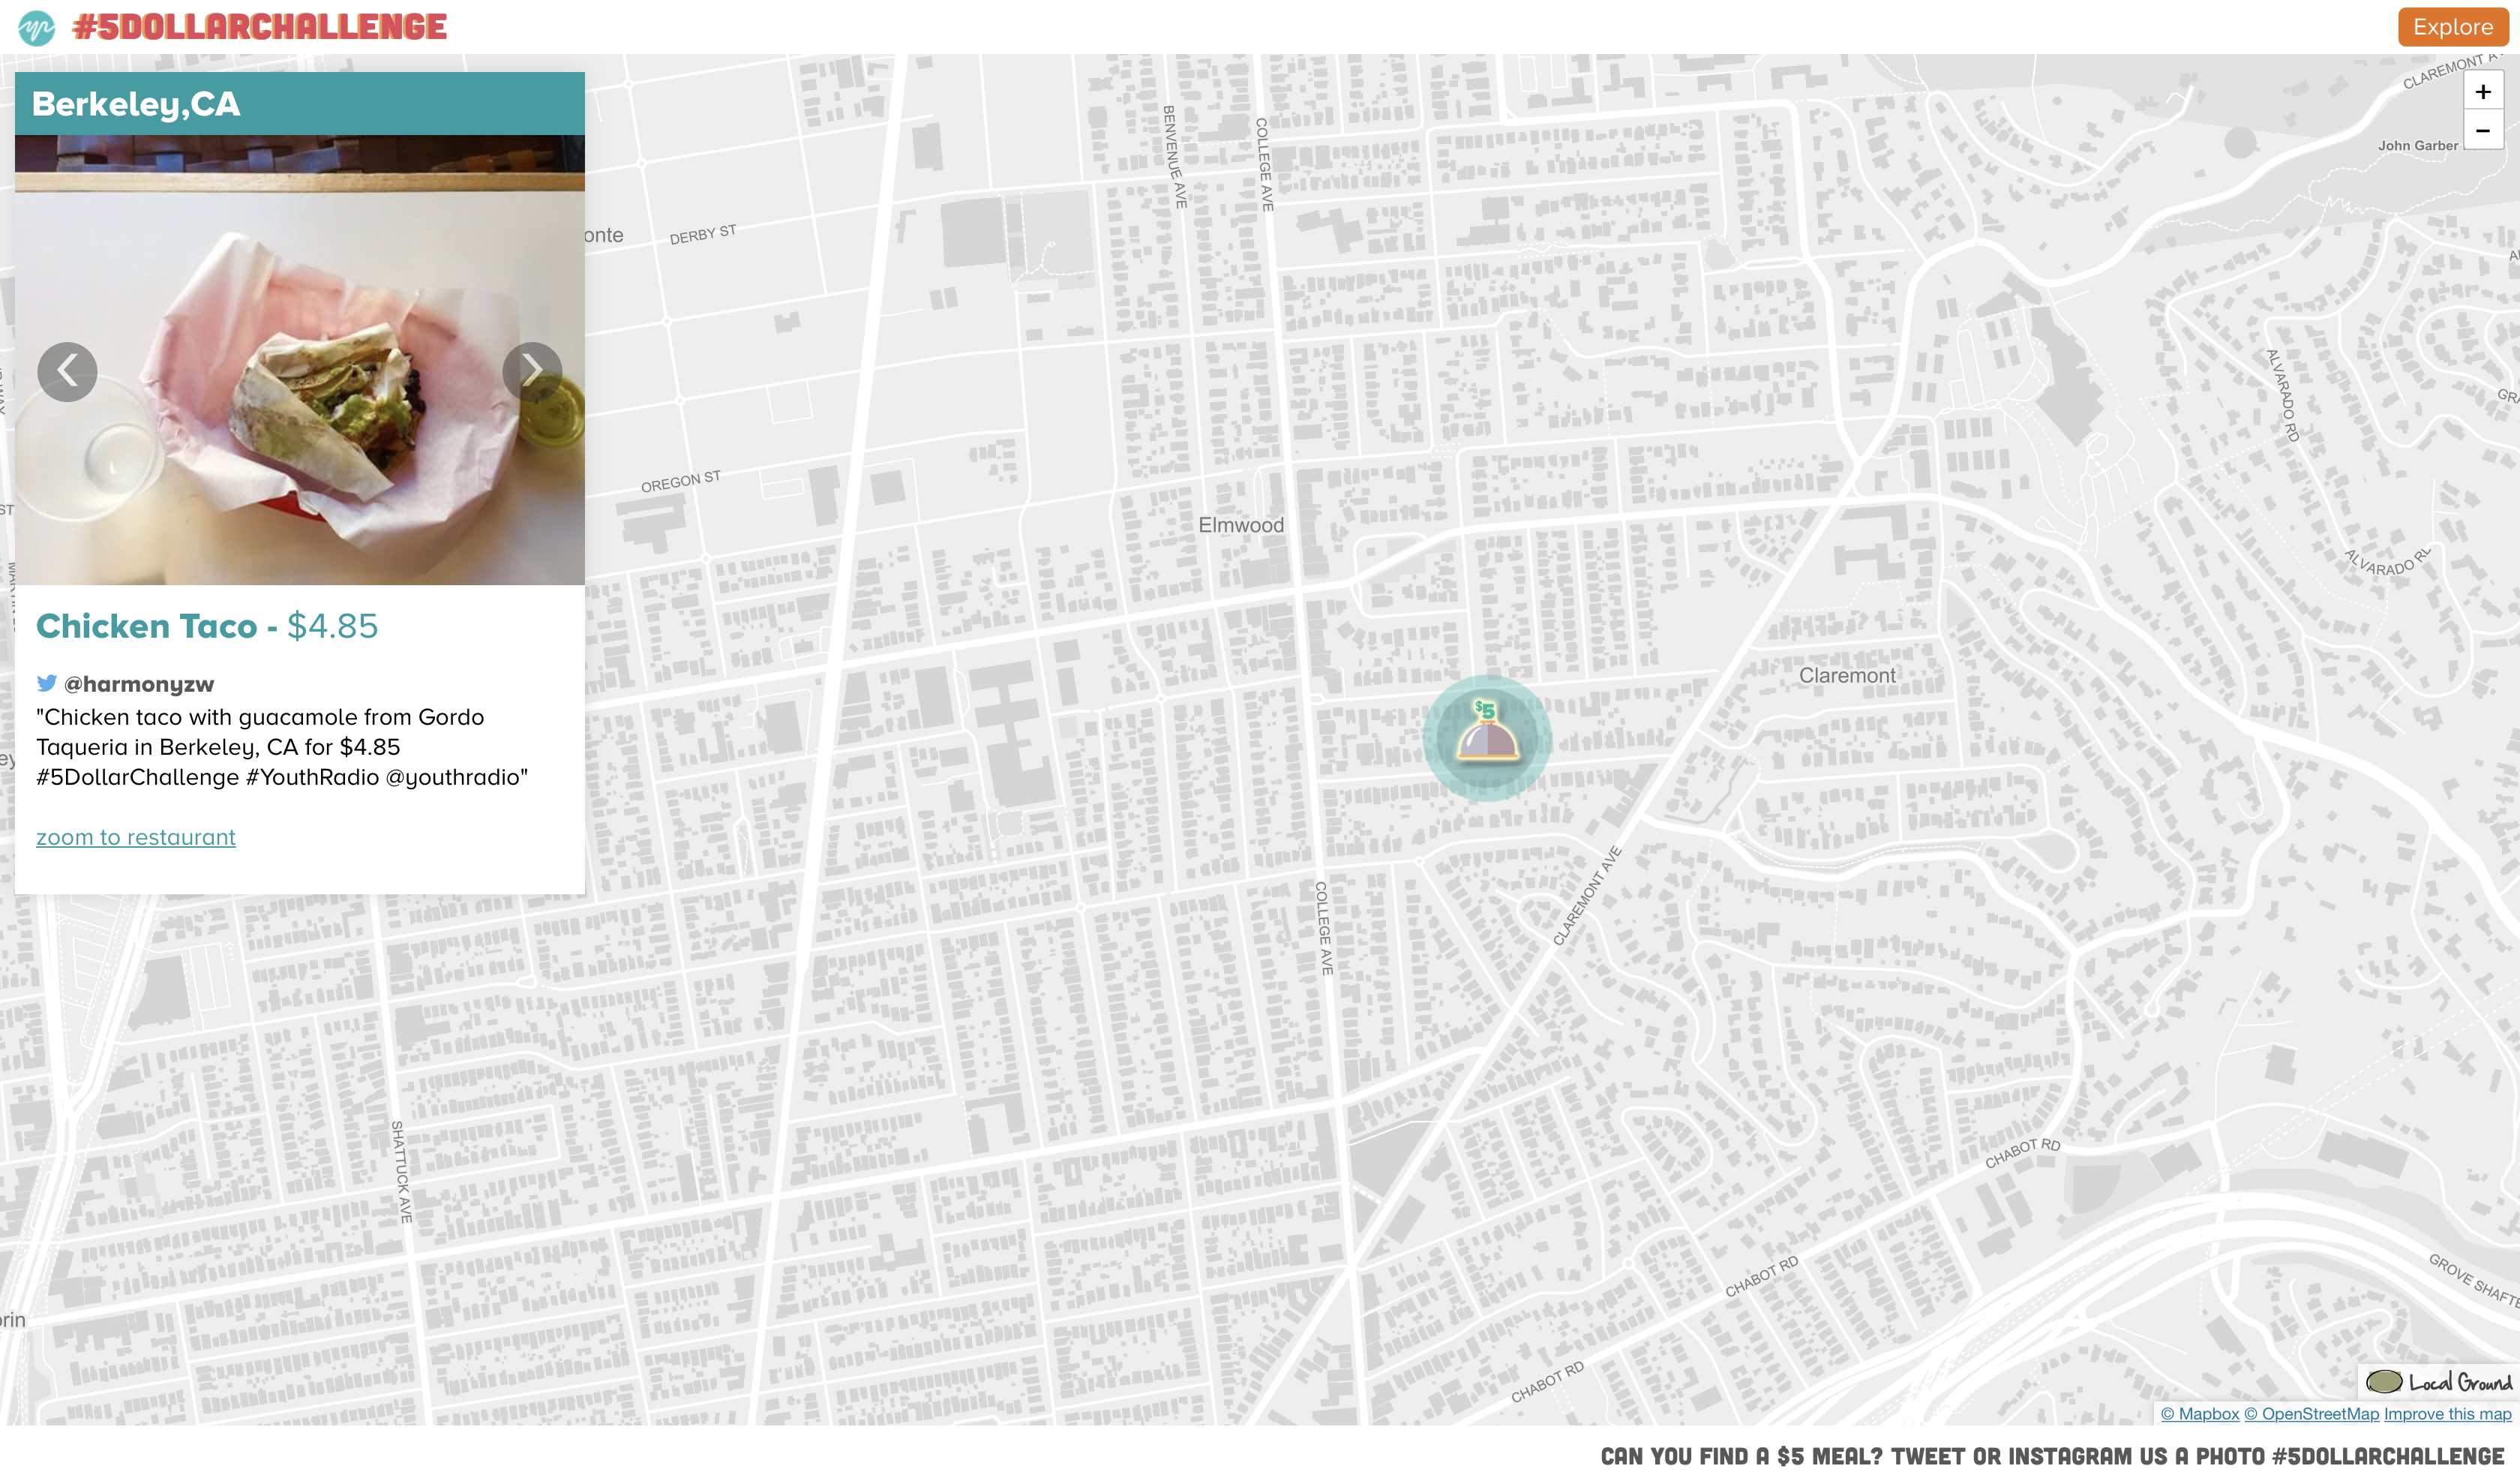 #5DOLLARCHALLENGE
Explore
Berkeley,CA
Chicken Taco - $4.85
@harmonyzw
"Chicken taco with guacamole from Gordo
Taqueria in Berkeley, CA for $4.85
#5DollarChallenge #YouthRadio @youthradio"
zoom to restaurant
CLAREMONT
John Garber
+
−
BENVENUE AVE
COLLEGE AVE
DERBY ST
OREGON ST
Elmwood
ALVARADO RD
ALVARADO RD
Claremont
$5
CLAREMONT AVE
COLLEGE AVE
SHATTUCK AVE
CHABOT RD
CHABOT RD
CHABOT RD
Local Ground
© Mapbox © OpenStreetMap Improve this map
CAN YOU FIND A $5 MEAL? TWEET OR INSTAGRAM US A PHOTO #5DOLLARCHALLENGE